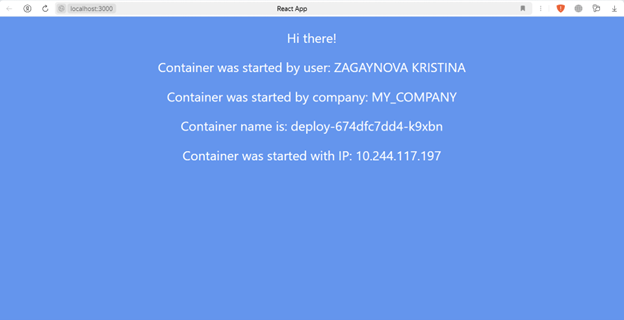 localhost:3000
React App
Hi there!
Container was started by user: ZAGAYNOVA KRISTINA
Container was started by company: MY_COMPANY
Container name is: deploy-674dfc7dd4-k9xbn
Container was started with IP: 10.244.117.197